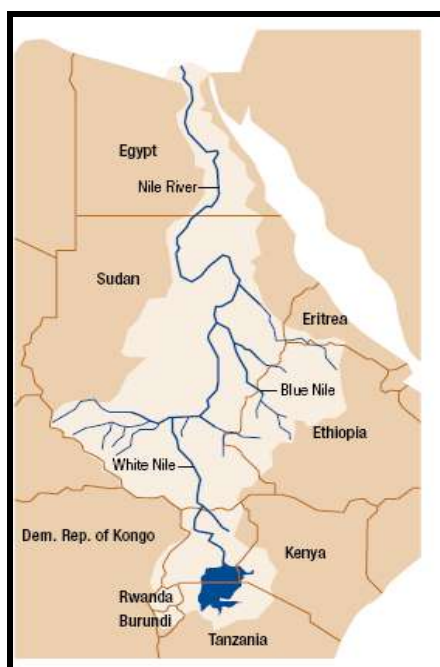 Egypt
Nile River
Sudan
Eritrea
Blue Nile
Ethiopia
White Nile
Dem. Rep. of Kongo
Kenya
Rwanda
Burundi
Tanzania